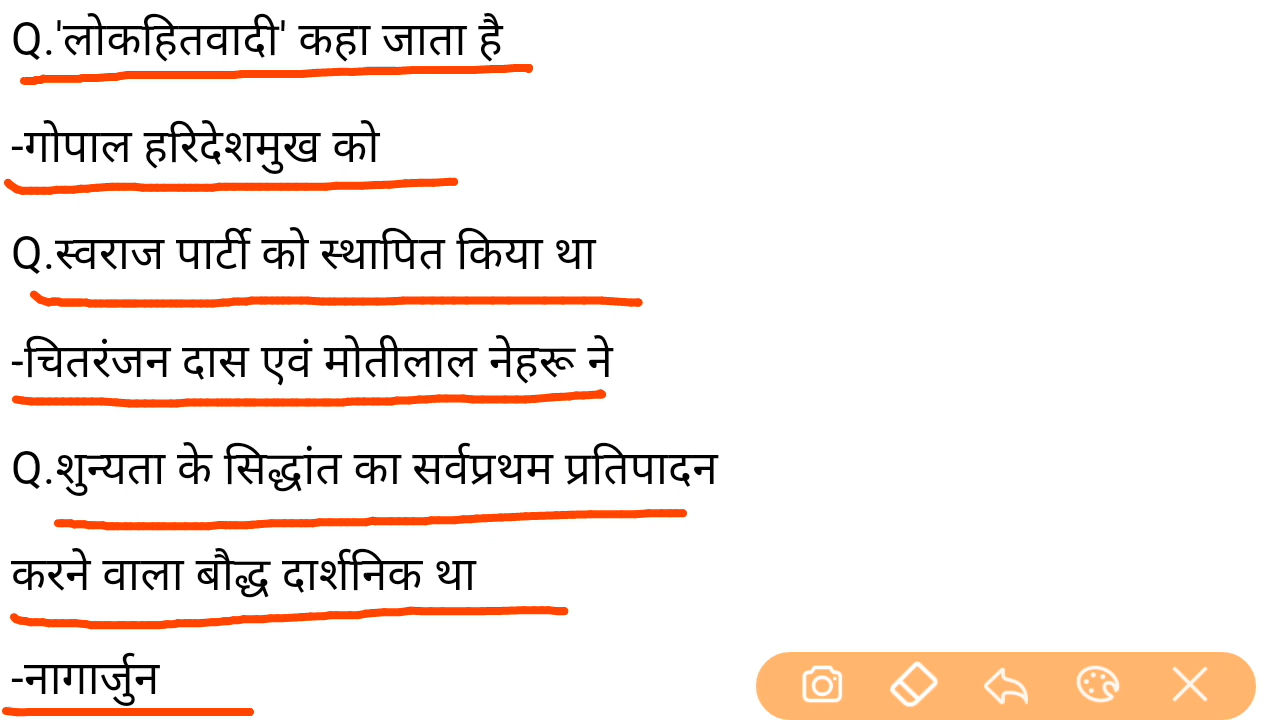 Q.'लोकहितवादी' कहा जाता है
-गोपाल हरिदेशमुख को
Q.स्वराज पार्टी को स्थापित किया था
-चितरंजन दास एवं मोतीलाल नेहरू ने
Q.शुन्यता के सिद्धांत का सर्वप्रथम प्रतिपादन
करने वाला बौद्ध दार्शनिक था
-नागार्जुन